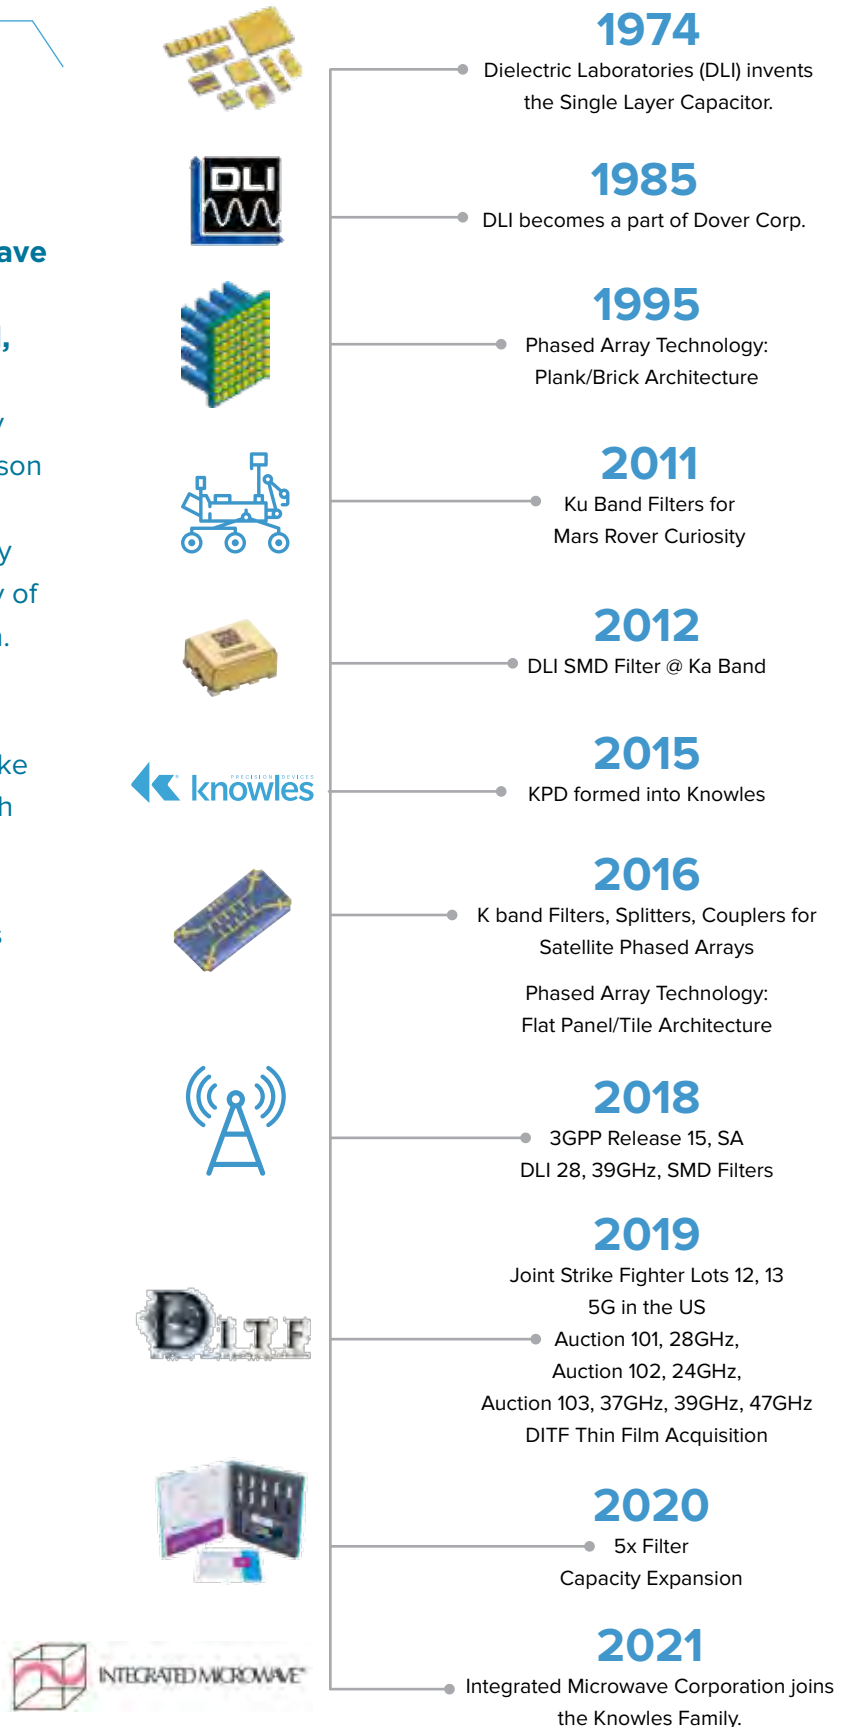 ave
,
y
son
y
y of
.
ke
h
s
1974
Dielectric Laboratories (DLI) invents
the Single Layer Capacitor.
DLI
1985
DLI becomes a part of Dover Corp.
1995
Phased Array Technology:
Plank/Brick Architecture
2011
Ku Band Filters for
Mars Rover Curiosity
2012
DLI SMD Filter @ Ka Band
PRECISION DEVICES
knowles
2015
KPD formed into Knowles
2016
K band Filters, Splitters, Couplers for
Satellite Phased Arrays
Phased Array Technology:
Flat Panel/Tile Architecture
2018
3GPP Release 15, SA
DLI 28, 39GHz, SMD Filters
DITF
2019
Joint Strike Fighter Lots 12, 13
5G in the US
Auction 101, 28GHz,
Auction 102, 24GHz,
Auction 103, 37GHz, 39GHz, 47GHz
DITF Thin Film Acquisition
2020
5x Filter
Capacity Expansion
INTEGRATED MICROWAVE
2021
Integrated Microwave Corporation joins
the Knowles Family.